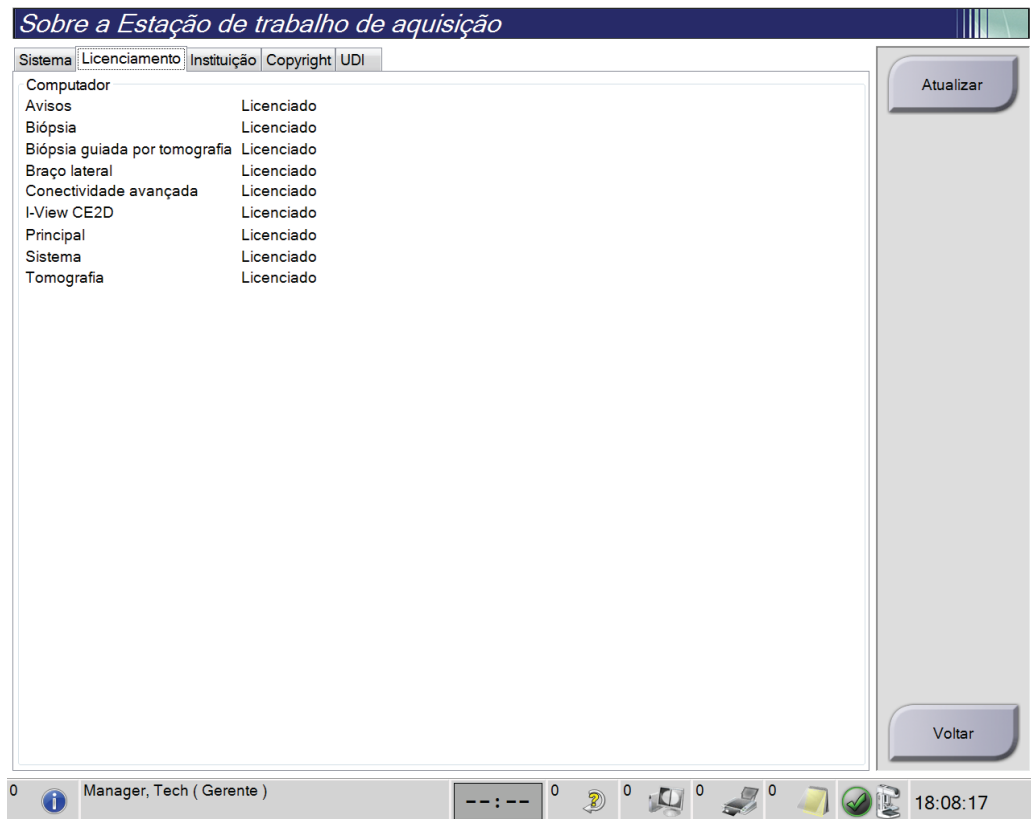 Sobre a Estação de trabalho de aquisição
Sistema Licenciamento Instituição Copyright UDI
Computador
Avisos Licenciado
Biópsia Licenciado
Biópsia guiada por tomografia Licenciado
Braço lateral Licenciado
Conectividade avançada Licenciado
I-View CE2D Licenciado
Principal Licenciado
Sistema Licenciado
Tomografia Licenciado
Atualizar
Voltar
0 Manager, Tech ( Gerente ) --:-- 0 0 0 0 18:08:17